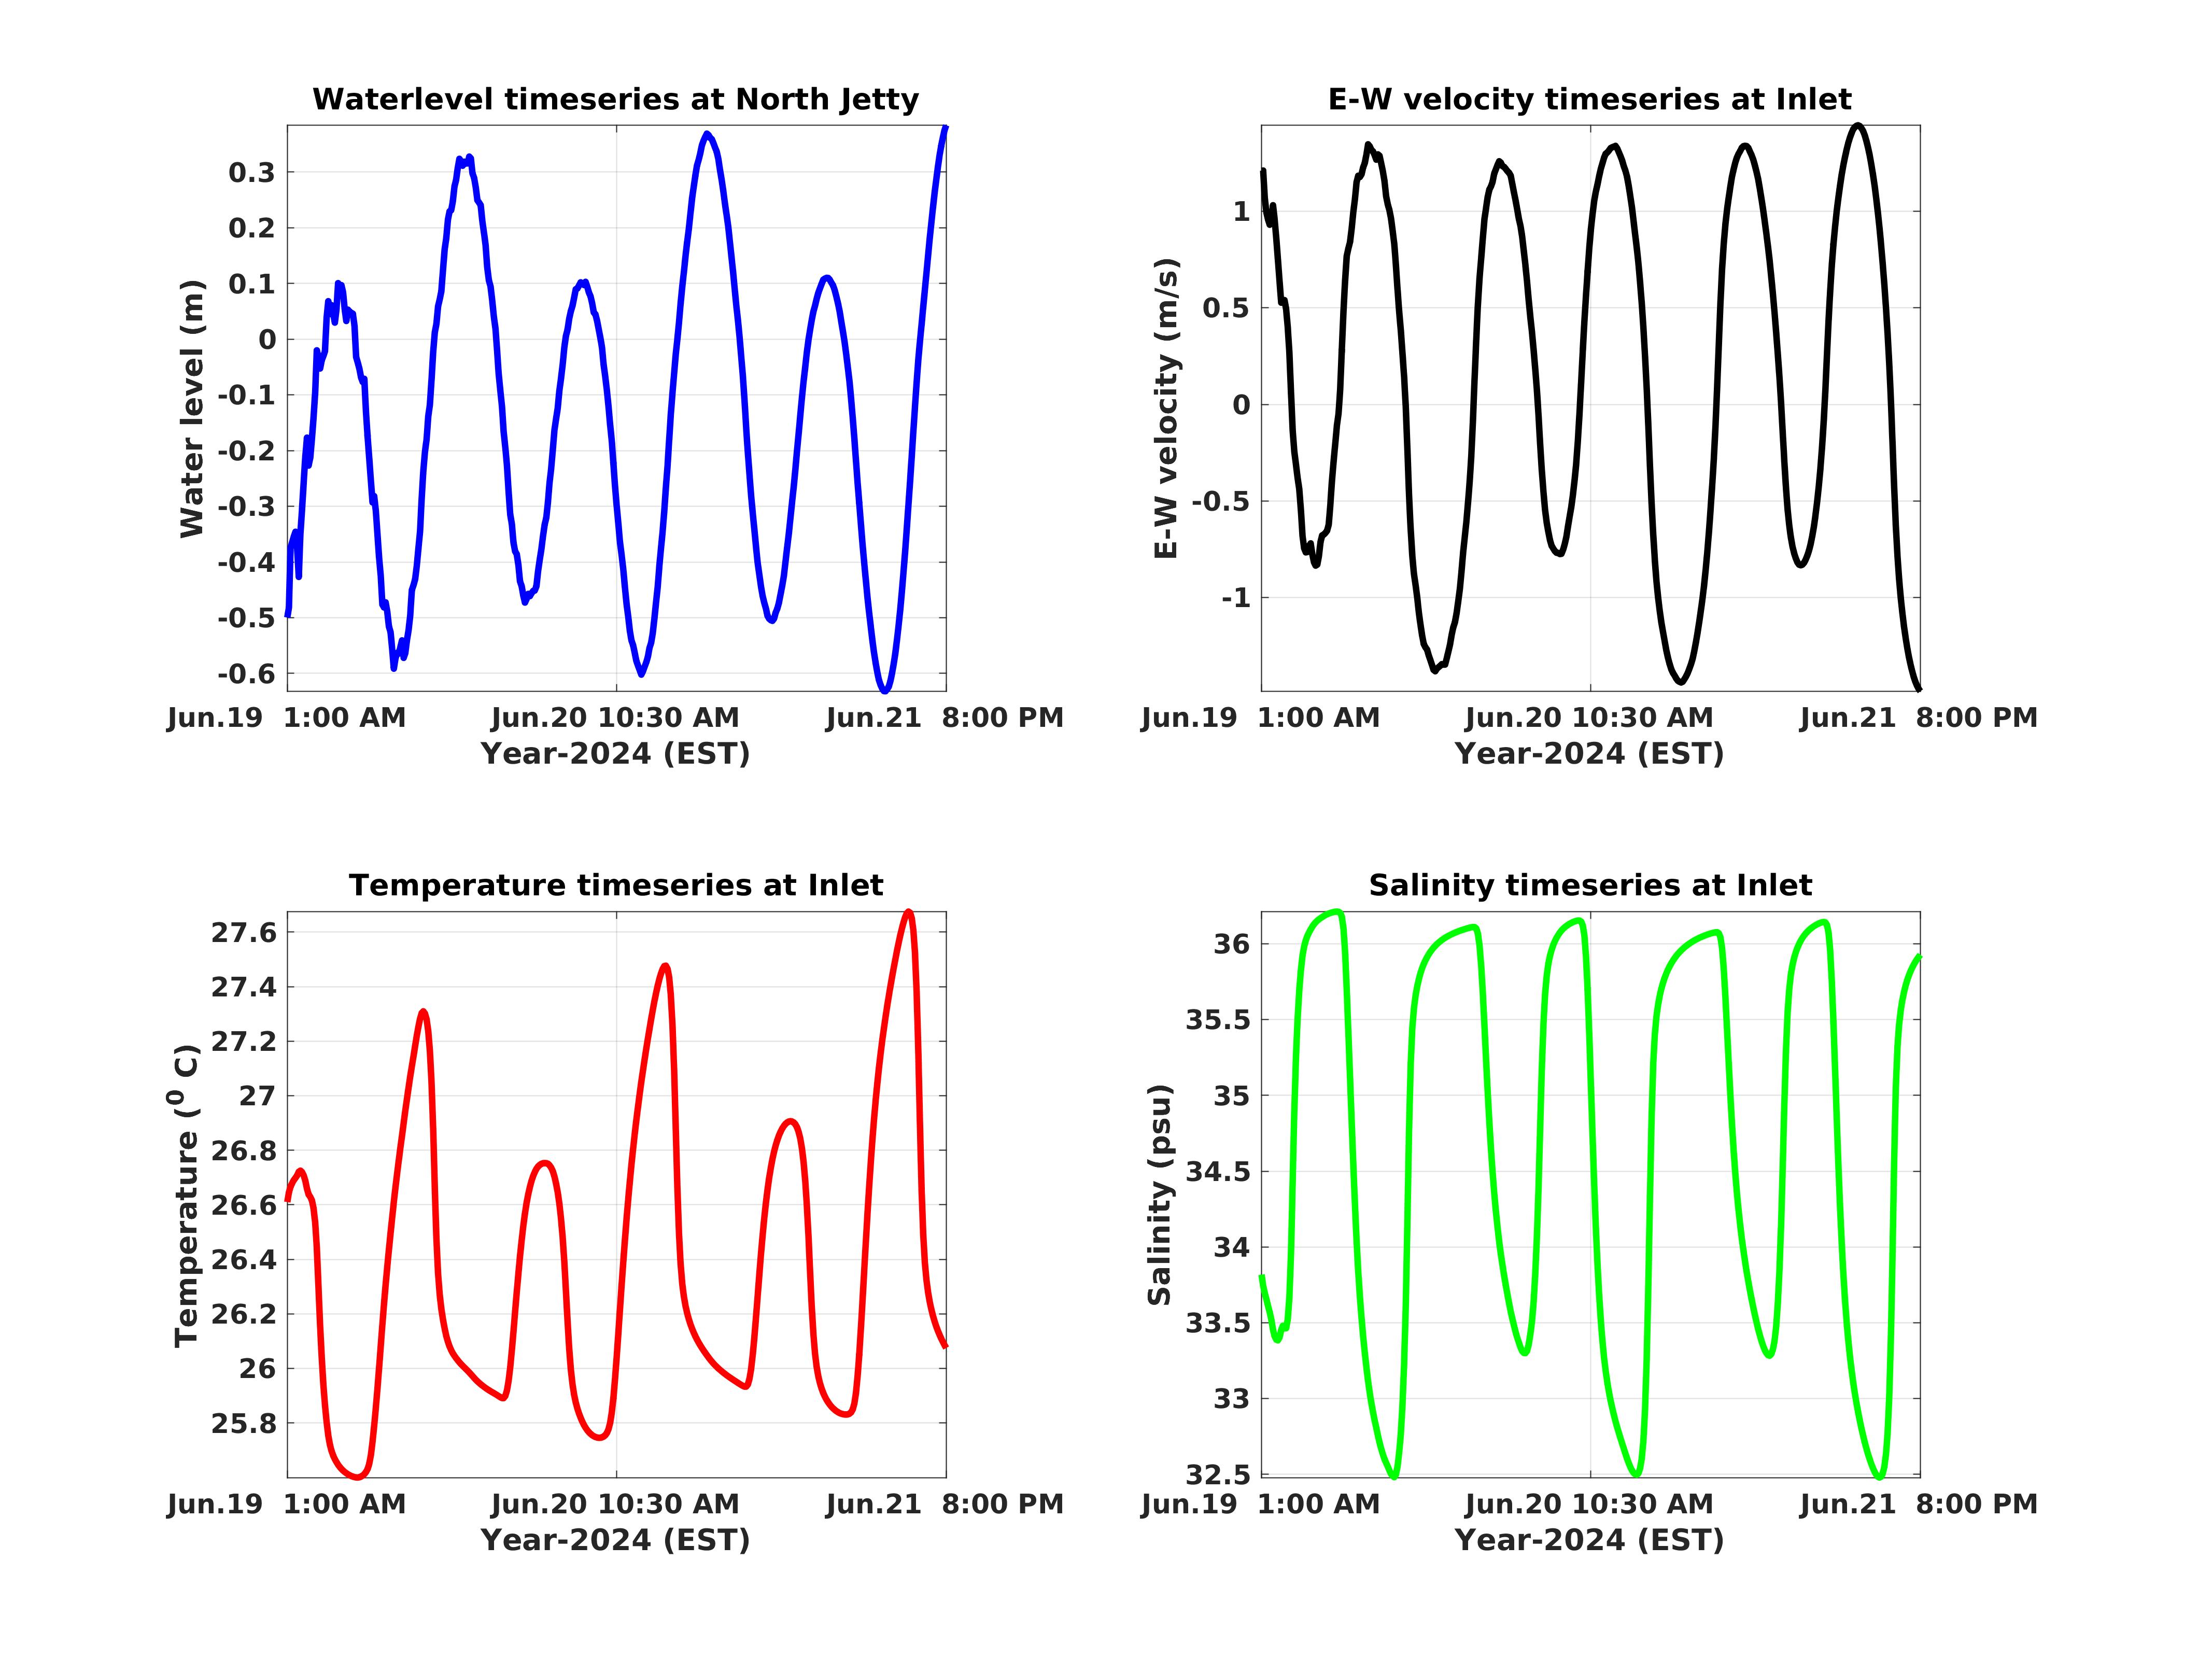 Waterlevel timeseries at North Jetty
Water level (m)
0.3
0.2
0.1
0
-0.1
-0.2
-0.3
-0.4
-0.5
-0.6
Jun.19 1:00 AM Jun.20 10:30 AM Jun.21 8:00 PM
Year-2024 (EST)
E-W velocity timeseries at Inlet
E-W velocity (m/s)
1
0.5
0
-0.5
-1
Jun.19 1:00 AM Jun.20 10:30 AM Jun.21 8:00 PM
Year-2024 (EST)
Temperature timeseries at Inlet
Temperature (⁰ C)
27.6
27.4
27.2
27
26.8
26.6
26.4
26.2
26
25.8
Jun.19 1:00 AM Jun.20 10:30 AM Jun.21 8:00 PM
Year-2024 (EST)
Salinity timeseries at Inlet
Salinity (psu)
36
35.5
35
34.5
34
33.5
33
32.5
Jun.19 1:00 AM Jun.20 10:30 AM Jun.21 8:00 PM
Year-2024 (EST)